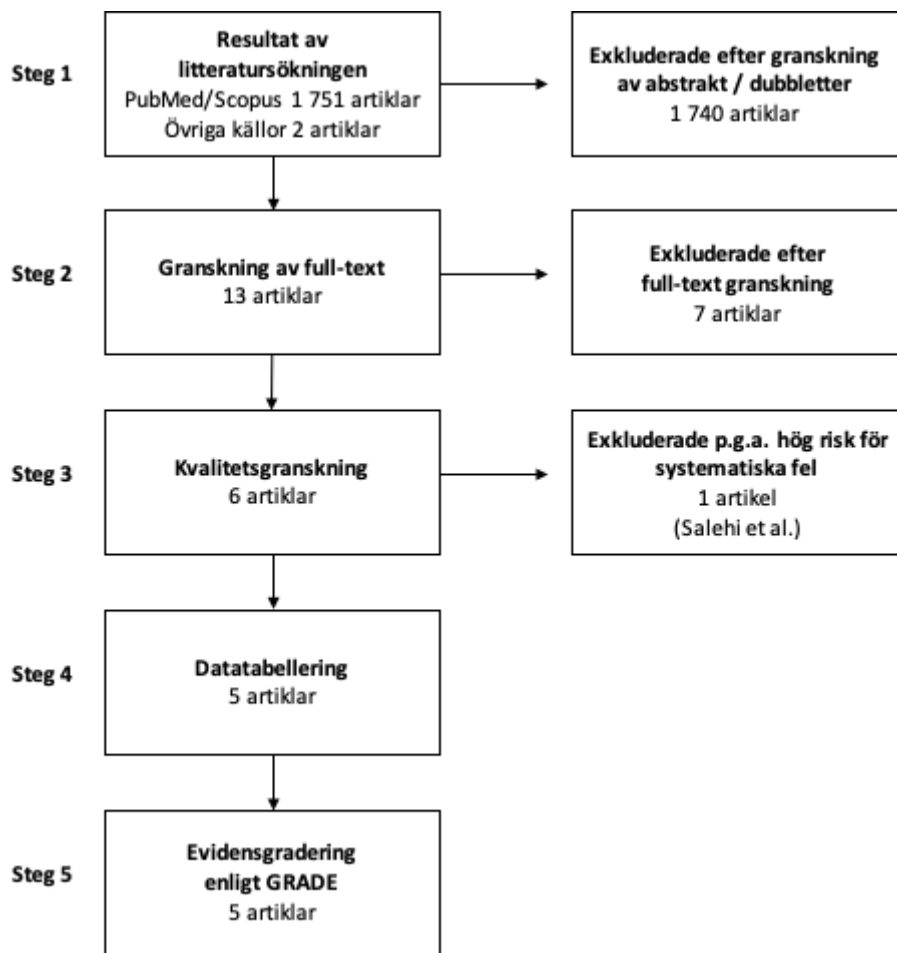 Steg 1
Resultat av
litteratursökningen
PubMed/Scopus 1 751 artiklar
Övriga källor 2 artiklar
Exkluderade efter granskning
av abstrakt / dubbletter
1 740 artiklar
Steg 2
Granskning av full-text
13 artiklar
Exkluderade efter
full-text granskning
7 artiklar
Steg 3
Kvalitetsgranskning
6 artiklar
Exkluderade p.g.a. hög risk för
systematiska fel
1 artikel
(Salehi et al.)
Steg 4
Datatabellering
5 artiklar
Steg 5
Evidensgradering
enligt GRADE
5 artiklar